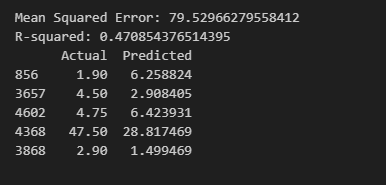 Mean Squared Error: 79.52966279558412
R-squared: 0.470854376514395
Actual Predicted
856 1.90 6.258824
3657 4.50 2.908405
4602 4.75 6.423931
4368 47.50 28.817469
3868 2.90 1.499469